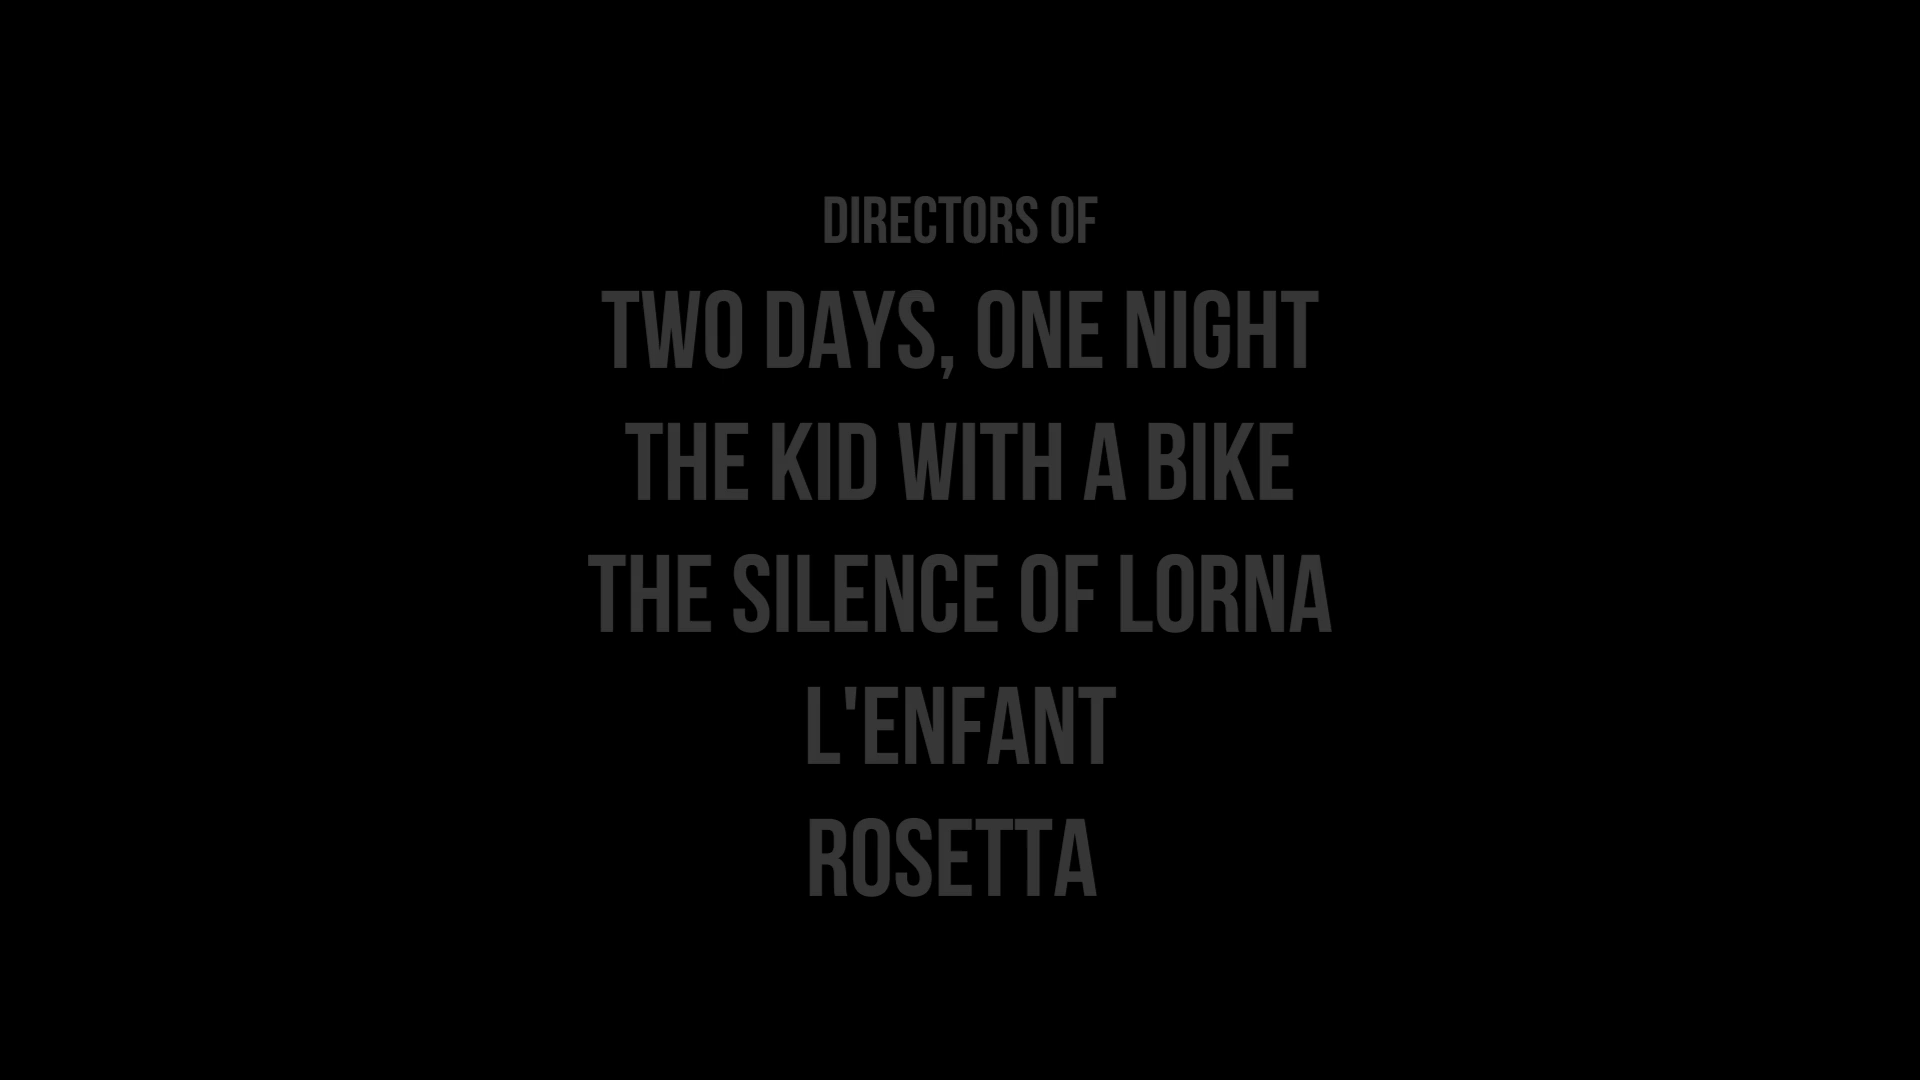 DIRECTORS OF
TWO DAYS, ONE NIGHT
THE KID WITH A BIKE
THE SILENCE OF LORNA
L'ENFANT
ROSETTA